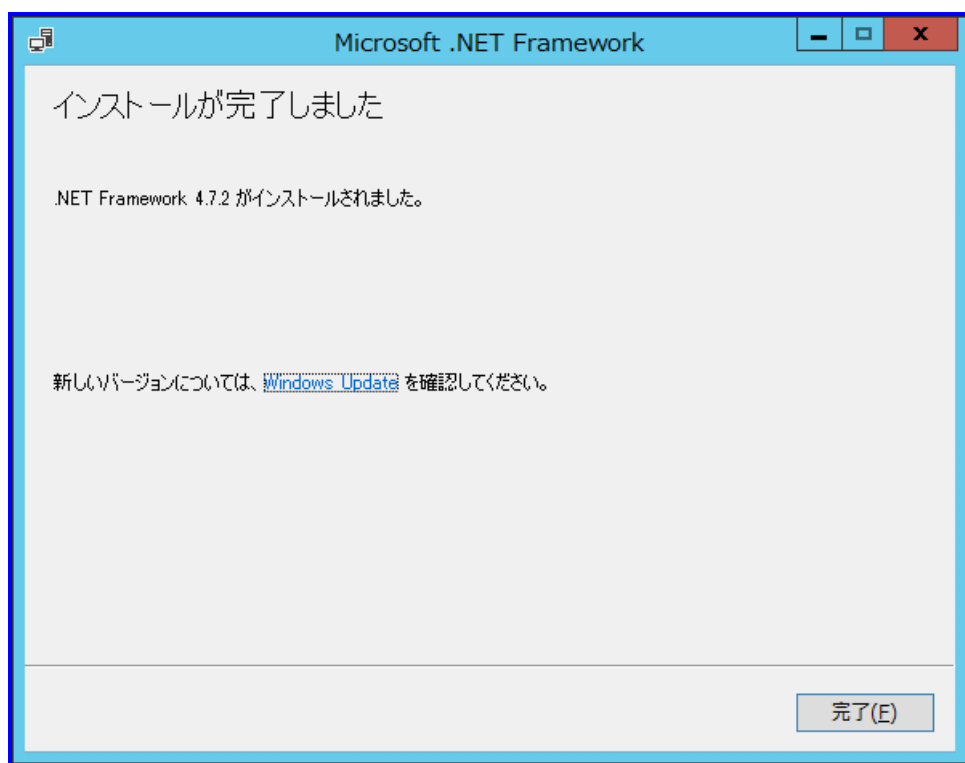 Microsoft .NET Framework
インストールが完了しました
.NET Framework 4.7.2 がインストールされました。
新しいバージョンについては、Windows Update を確認してください。
完了(F)